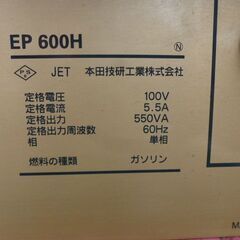 EP 600H
N
PS E JET 本田技研工業株式会社
定格電圧 100V
定格電流 5.5A
定格出力 550VA
定格出力周波数 60Hz
相 単相
燃料の種類 ガソリン
M